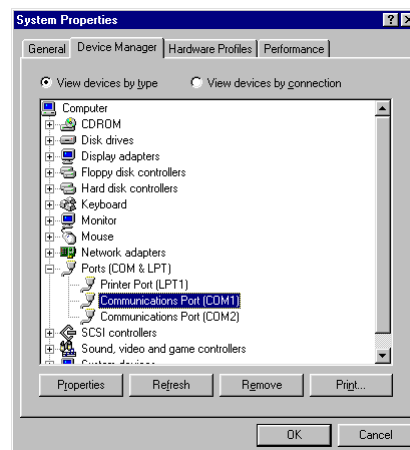 System Properties
General Device Manager Hardware Profiles Performance
View devices by type View devices by connection
Computer
CDROM
Disk drives
Display adapters
Floppy disk controllers
Hard disk controllers
Keyboard
Monitor
Mouse
Network adapters
Ports (COM & LPT)
Printer Port (LPT1)
Communications Port (COM1)
Communications Port (COM2)
SCSI controllers
Sound, video and game controllers
System devices
Properties Refresh Remove Print...
OK Cancel